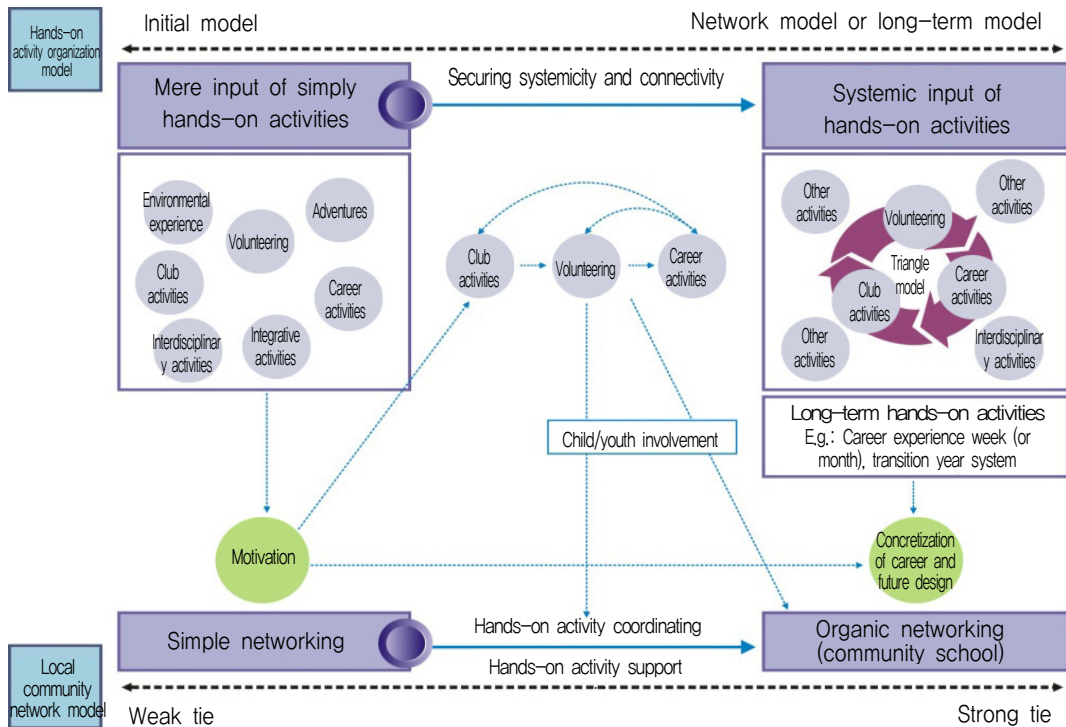 Hands-on
activity organization
model
Initial model
Network model or long-term model
Mere input of simply
hands-on activities
Securing systemicity and connectivity
Systemic input of
hands-on activities
Environmental
experience
Volunteering
Adventures
Club
activities
Career
activities
Interdisciplinar
y activities
Integrative
activities
Club
activities
Volunteering
Career
activities
Other
activities
Volunteering
Other
activities
Triangle
model
Club
activities
Career
activities
Other
activities
Interdisciplinar
y activities
Long-term hands-on activities
E.g.: Career experience week (or
month), transition year system
Child/youth involvement
Motivation
Concretization
of career and
future design
Simple networking
Hands-on activity coordinating
Hands-on activity support
Organic networking
(community school)
Local
community
network model
Weak tie
Strong tie